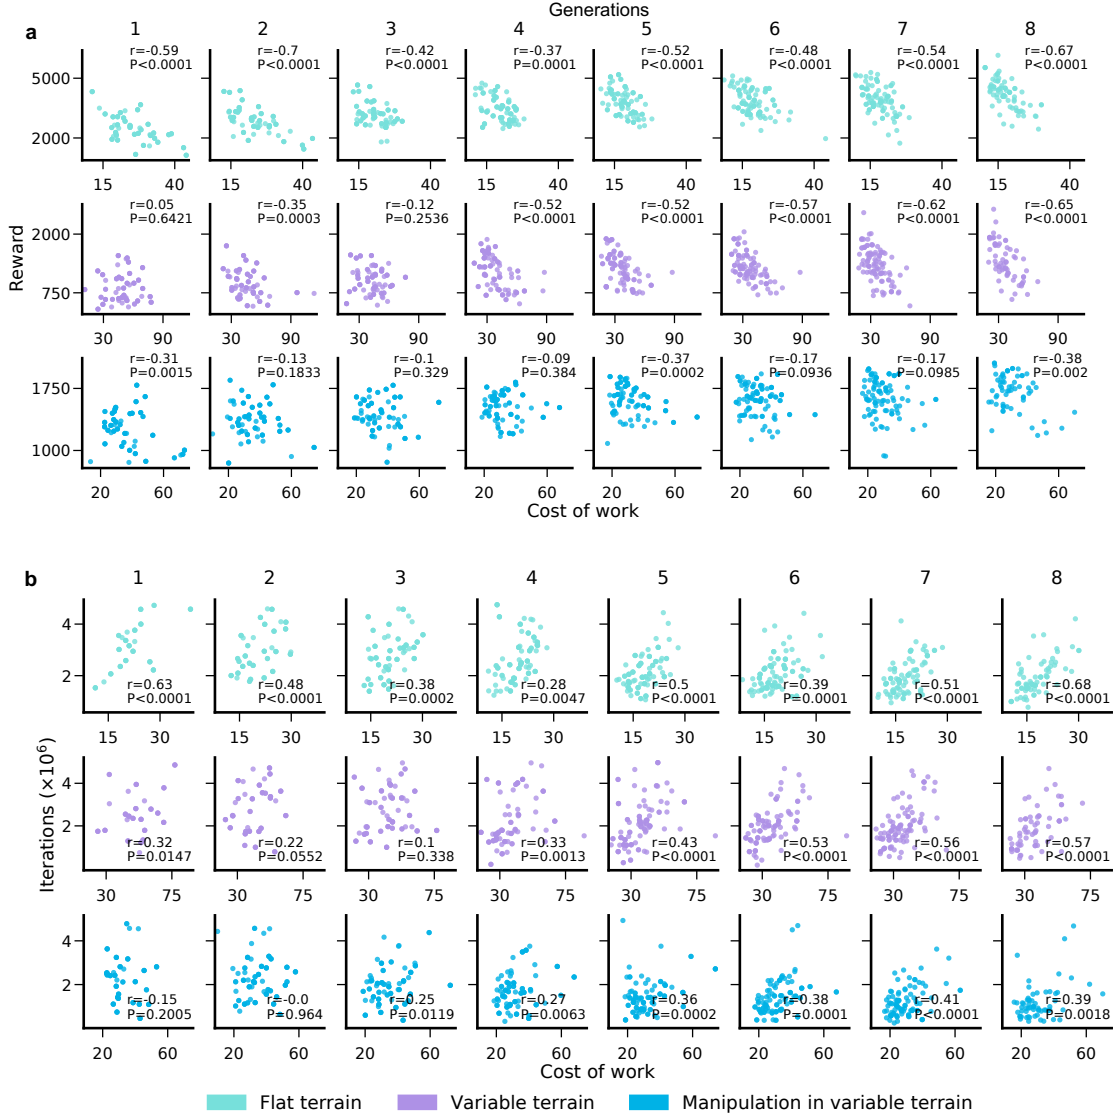 Generations
a
1 2 3 4 5 6 7 8
r=-0.59 r=-0.7 r=-0.42 r=-0.37 r=-0.52 r=-0.48 r=-0.54 r=-0.67
P<0.0001 P<0.0001 P<0.0001 P=0.0001 P<0.0001 P<0.0001 P<0.0001 P<0.0001
5000
2000
15 40 15 40 15 40 15 40 15 40 15 40 15 40 15 40
r=0.05 r=-0.35 r=-0.12 r=-0.52 r=-0.52 r=-0.57 r=-0.62 r=-0.65
P=0.6421 P=0.0003 P=0.2536 P<0.0001 P<0.0001 P<0.0001 P<0.0001 P<0.0001
2000
Reward
750
30 90 30 90 30 90 30 90 30 90 30 90 30 90 30 90
r=-0.31 r=-0.13 r=-0.1 r=-0.09 r=-0.37 r=-0.17 r=-0.17 r=-0.38
P=0.0015 P=0.1833 P=0.329 P=0.384 P=0.0002 P=0.0936 P=0.0985 P=0.002
1750
1000
20 60 20 60 20 60 20 60 20 60 20 60 20 60 20 60
Cost of work
b
1 2 3 4 5 6 7 8
4
2
r=0.63 r=0.48 r=0.38 r=0.28 r=0.5 r=0.39 r=0.51 r=0.68
P<0.0001 P<0.0001 P=0.0002 P=0.0047 P<0.0001 P=0.0001 P<0.0001 P<0.0001
15 30 15 30 15 30 15 30 15 30 15 30 15 30 15 30
Iterations (×10⁶)
4
2
r=0.32 r=0.22 r=0.1 r=0.33 r=0.43 r=0.53 r=0.56 r=0.57
P=0.0147 P=0.0552 P=0.338 P=0.0013 P<0.0001 P<0.0001 P<0.0001 P<0.0001
30 75 30 75 30 75 30 75 30 75 30 75 30 75 30 75
4
2
r=-0.15 r=-0.0 r=0.25 r=0.27 r=0.36 r=0.38 r=0.41 r=0.39
P=0.2005 P=0.964 P=0.0119 P=0.0063 P=0.0002 P=0.0001 P<0.0001 P=0.0018
20 60 20 60 20 60 20 60 20 60 20 60 20 60 20 60
Cost of work
Flat terrain Variable terrain Manipulation in variable terrain